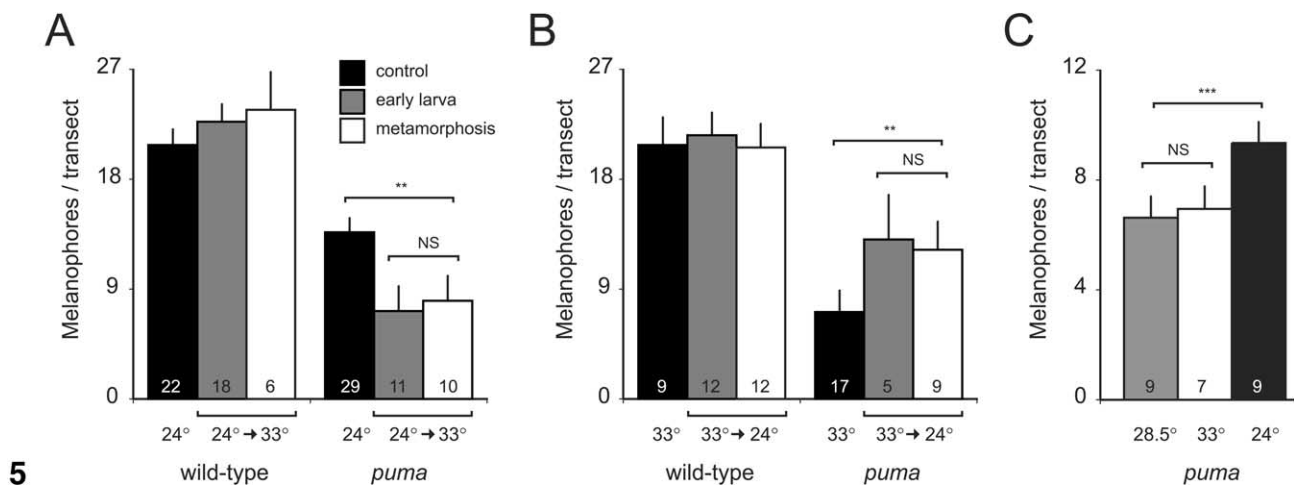 A
27
18
9
0
Melanophores / transect
control
early larva
metamorphosis
**
NS
22 18 6 29 11 10
24° 24°➔33° 24° 24°➔33°
wild-type puma
B
27
18
9
0
Melanophores / transect
**
NS
9 12 12 17 5 9
33° 33°➔24° 33° 33°➔24°
wild-type puma
C
12
8
4
0
Melanophores / transect
***
NS
9 7 9
28.5° 33° 24°
puma
5